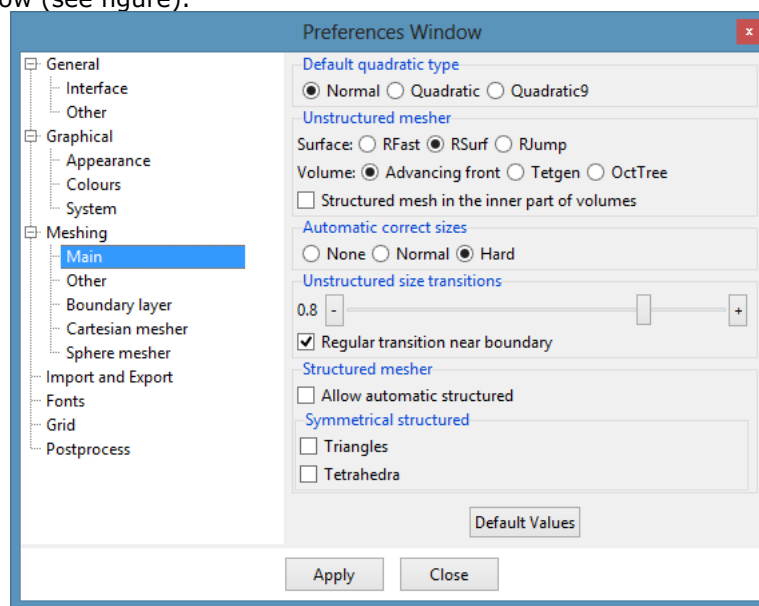 ow (see figure).
Preferences Window
x
General
Interface
Other
Graphical
Appearance
Colours
System
Meshing
Main
Other
Boundary layer
Cartesian mesher
Sphere mesher
Import and Export
Fonts
Grid
Postprocess
Default quadratic type
Normal Quadratic Quadratic9
Unstructured mesher
Surface: RFast RSurf RJump
Volume: Advancing front Tetgen OctTree
Structured mesh in the inner part of volumes
Automatic correct sizes
None Normal Hard
Unstructured size transitions
0.8 - +
Regular transition near boundary
Structured mesher
Allow automatic structured
Symmetrical structured
Triangles
Tetrahedra
Default Values
Apply Close